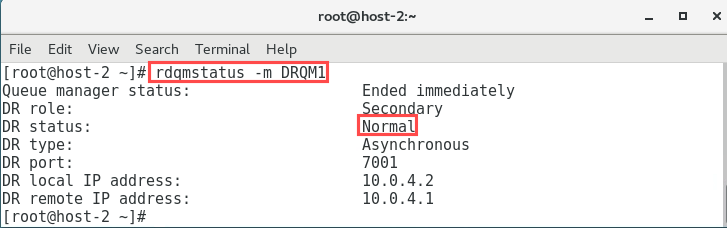 root@host-2:~
File Edit View Search Terminal Help
[root@host-2 ~]# rdqmstatus -m DRQM1
Queue manager status: Ended immediately
DR role: Secondary
DR status: Normal
DR type: Asynchronous
DR port: 7001
DR local IP address: 10.0.4.2
DR remote IP address: 10.0.4.1
[root@host-2 ~]#